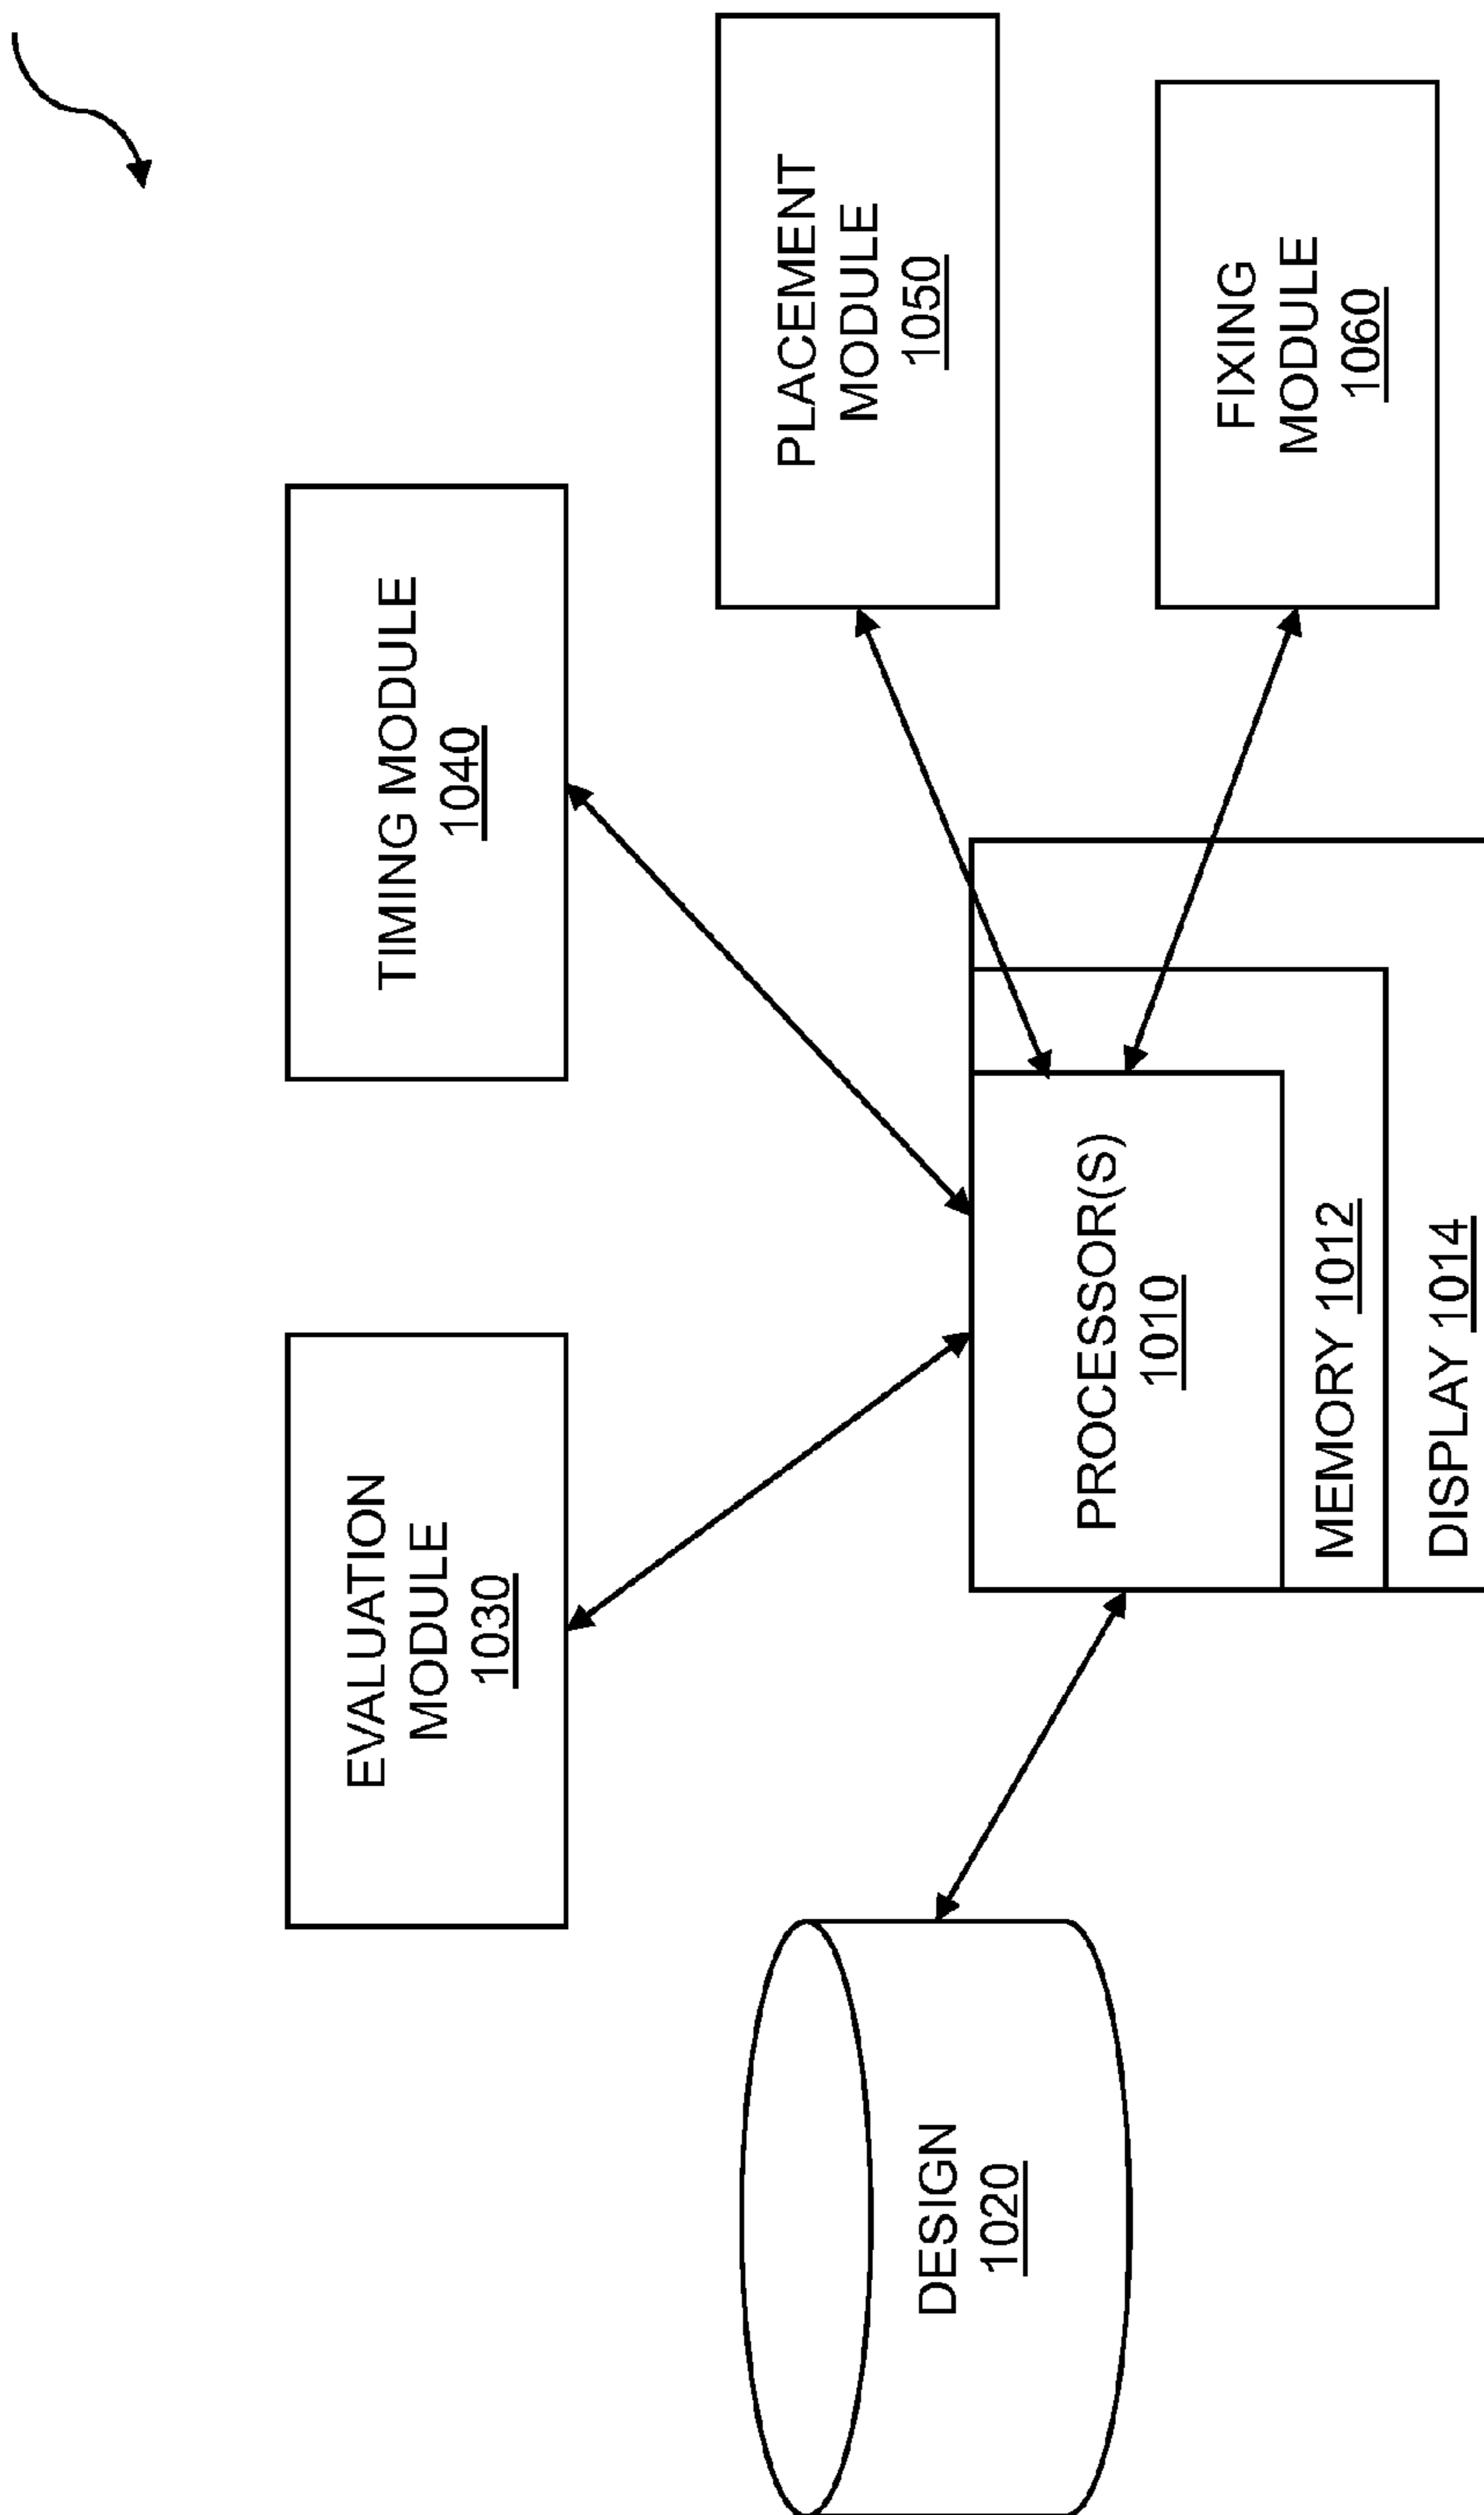 EVALUATION
MODULE
1030
TIMING MODULE
1040
DESIGN
1020
PROCESSOR(S)
1010
MEMORY 1012
DISPLAY 1014
PLACEMENT
MODULE
1050
FIXING
MODULE
1060